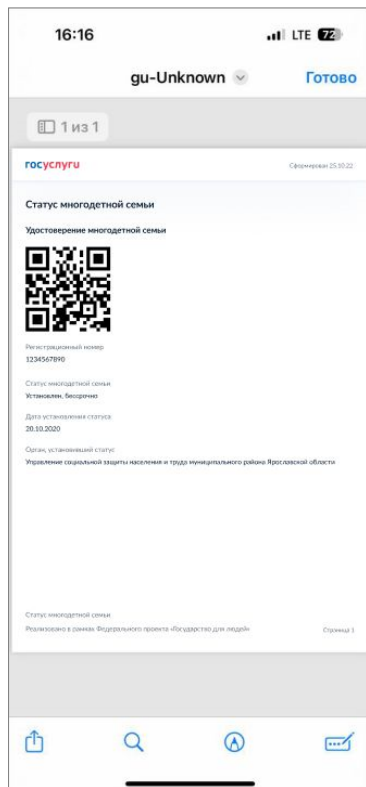 16:16
LTE 72
gu-Unknown
Готово
1 из 1
госуслуги
Сформирован 25.10.22
Статус многодетной семьи
Удостоверение многодетной семьи
Регистрационный номер
1234567890
Статус многодетной семьи
Установлен, бессрочно
Дата установления статуса
20.10.2020
Орган, установивший статус
Управление социальной защиты населения и труда муниципального района Ярославской области
Статус многодетной семьи
Реализовано в рамках Федерального проекта «Государство для людей»
Страница 1